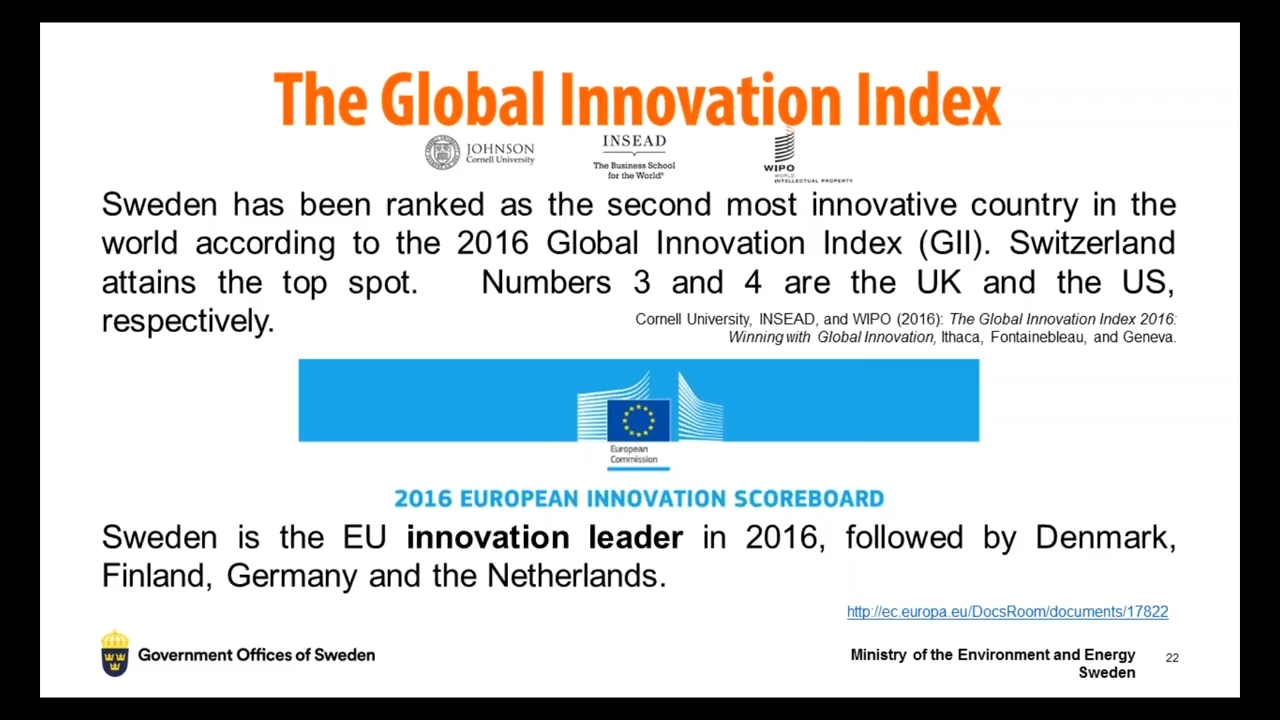 The Global Innovation Index
JOHNSON
Cornell University
INSEAD
The Business School
for the World®
WIPO
WORLD
INTELLECTUAL PROPERTY
Sweden has been ranked as the second most innovative country in the
world according to the 2016 Global Innovation Index (GII). Switzerland
attains the top spot. Numbers 3 and 4 are the UK and the US,
respectively.
Cornell University, INSEAD, and WIPO (2016): The Global Innovation Index 2016:
Winning with Global Innovation, Ithaca, Fontainebleau, and Geneva.
European
Commission
2016 EUROPEAN INNOVATION SCOREBOARD
Sweden is the EU innovation leader in 2016, followed by Denmark,
Finland, Germany and the Netherlands.
http://ec.europa.eu/DocsRoom/documents/17822
Government Offices of Sweden
Ministry of the Environment and Energy
Sweden
22